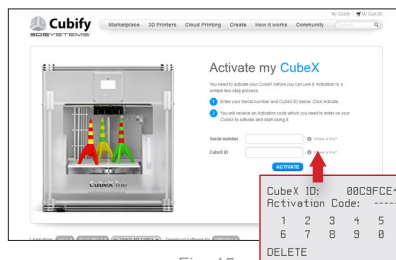 My Cubify My Cart (0)
Cubify
3DSYSTEMS
Marketplace 3D Printers Cloud Printing Create How it works Community
Activate my CubeX
You need to activate your CubeX before you can use it. Activation is a
simple two step process.
1 Enter your Serial number and CubeX ID below. Click Activate.
2 You will receive an Activation code which you need to enter on your
CubeX to activate and start using it.
Serial number Where is this?
CubeX ID Where is this?
ACTIVATE
CUBEX TRIO
CubeX ID: 00C9FCE4
Activation Code: -----
1 2 3 4 5
6 7 8 9 0
DELETE